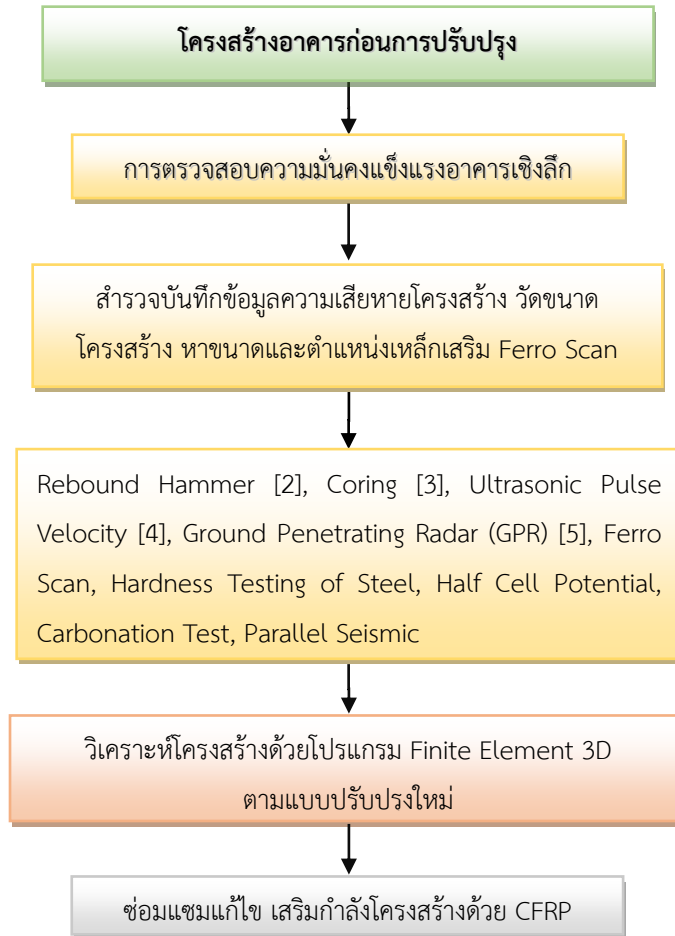 โครงสร้างอาคารก่อนการปรับปรุง
การตรวจสอบความมั่นคงแข็งแรงอาคารเชิงลึก
สำรวจบันทึกข้อมูลความเสียหายโครงสร้าง วัดขนาด
โครงสร้าง หาขนาดและตำแหน่งเหล็กเสริม Ferro Scan
Rebound Hammer [2], Coring [3], Ultrasonic Pulse
Velocity [4], Ground Penetrating Radar (GPR) [5], Ferro
Scan, Hardness Testing of Steel, Half Cell Potential,
Carbonation Test, Parallel Seismic
วิเคราะห์โครงสร้างด้วยโปรแกรม Finite Element 3D
ตามแบบปรับปรุงใหม่
ซ่อมแซมแก้ไข เสริมกำลังโครงสร้างด้วย CFRP